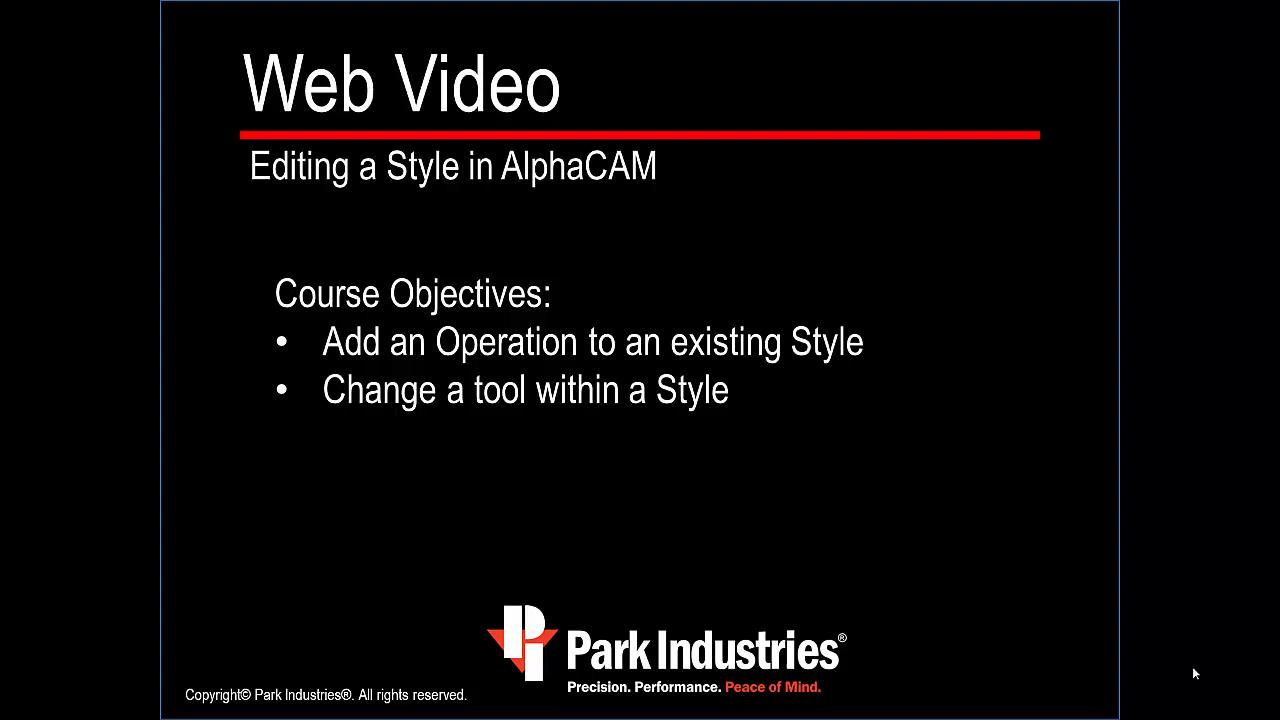 Web Video
Editing a Style in AlphaCAM
Course Objectives:
• Add an Operation to an existing Style
• Change a tool within a Style
Park Industries®
Precision. Performance. Peace of Mind.
Copyright© Park Industries®. All rights reserved.